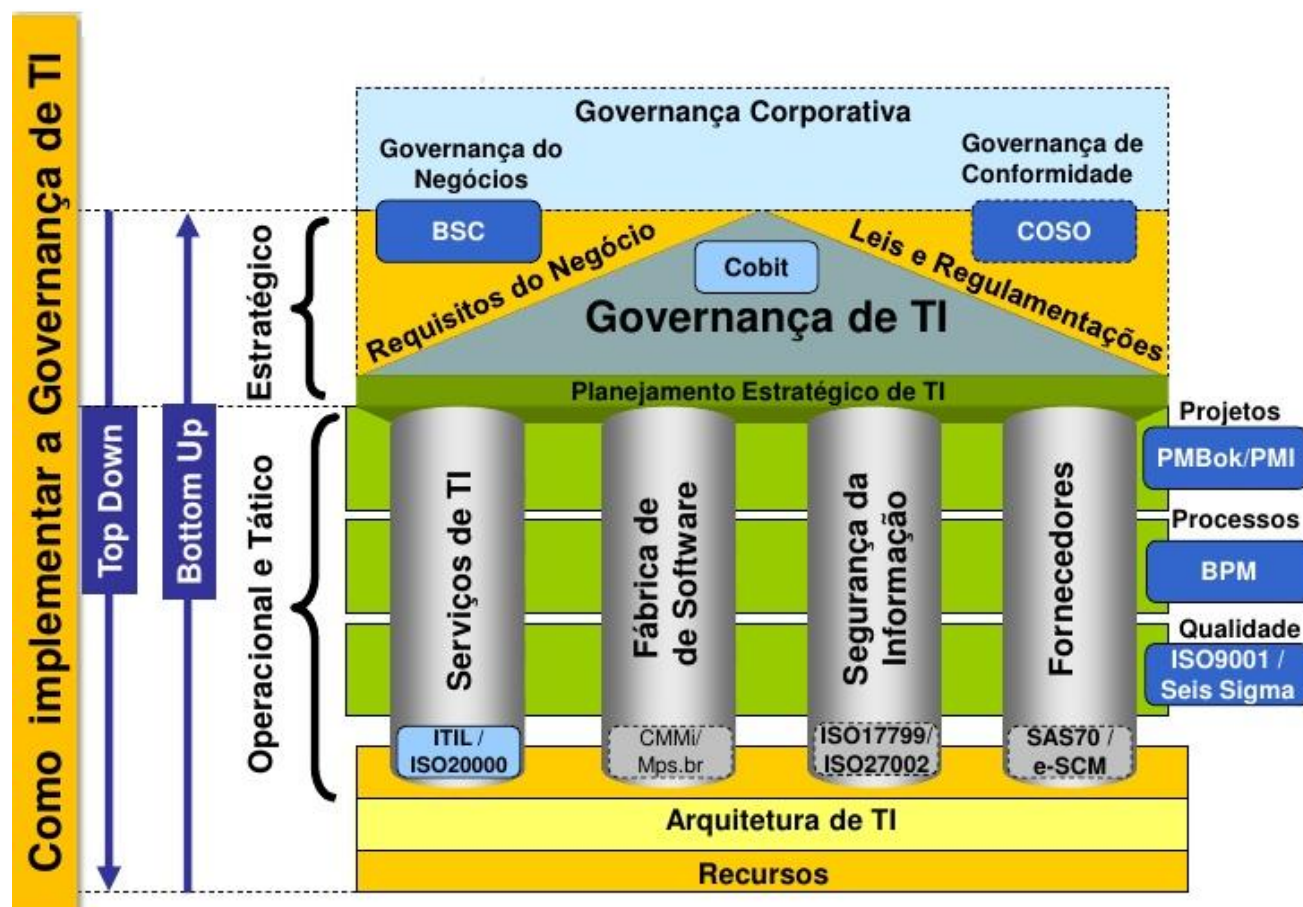 Como implementar a Governança de TI
Top Down
Bottom Up
Estratégico
Operacional e Tático
Governança Corporativa
Governança do
Negócios
BSC
Governança de
Conformidade
COSO
Requisitos do Negócio
Leis e Regulamentações
Cobit
Governança de TI
Planejamento Estratégico de TI
Serviços de TI
Fábrica de
de Software
Segurança da
Informação
Fornecedores
Projetos
PMBok/PMI
Processos
BPM
Qualidade
ISO9001 /
Seis Sigma
ITIL /
ISO20000
CMMi/
Mps.br
ISO17799/
ISO27002
SAS70 /
e-SCM
Arquitetura de TI
Recursos